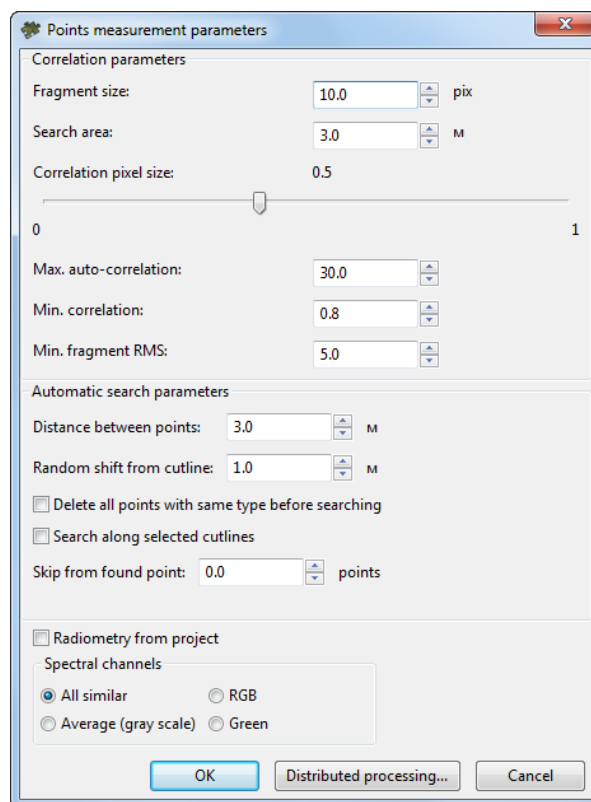 Points measurement parameters
Correlation parameters
Fragment size: 10.0 pix
Search area: 3.0 м
Correlation pixel size: 0.5
0 1
Max. auto-correlation: 30.0
Min. correlation: 0.8
Min. fragment RMS: 5.0
Automatic search parameters
Distance between points: 3.0 м
Random shift from cutline: 1.0 м
Delete all points with same type before searching
Search along selected cutlines
Skip from found point: 0.0 points
Radiometry from project
Spectral channels
All similar RGB
Average (gray scale) Green
OK Distributed processing... Cancel